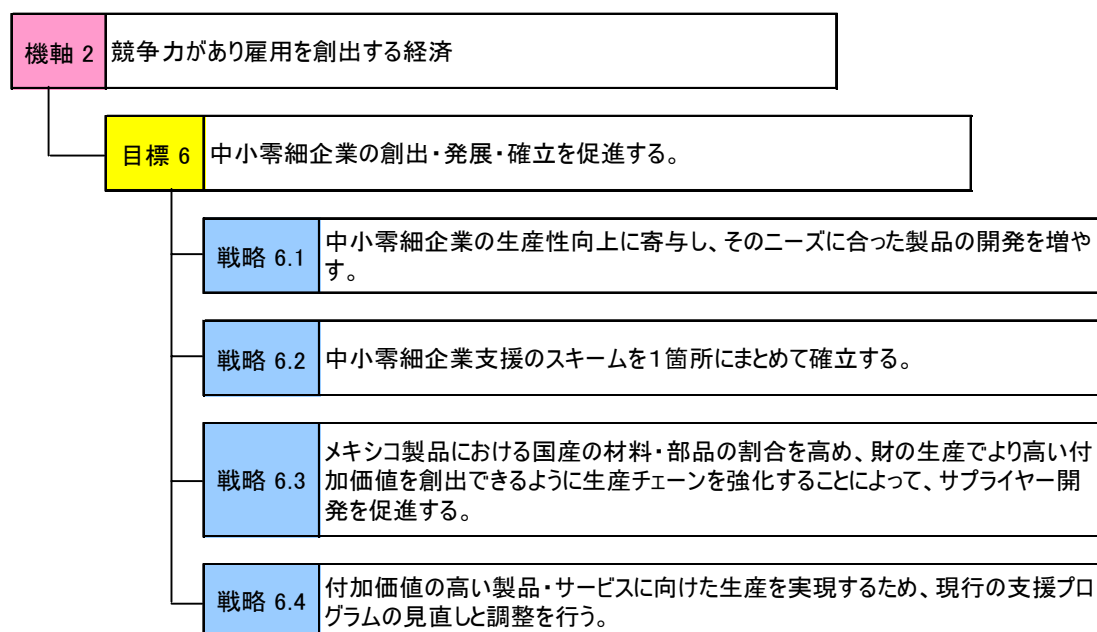 機軸 2
競争力があり雇用を創出する経済
目標 6
中小零細企業の創出・発展・確立を促進する。
戦略 6.1
中小零細企業の生産性向上に寄与し、そのニーズに合った製品の開発を増や
す。
戦略 6.2
中小零細企業支援のスキームを1箇所にまとめて確立する。
戦略 6.3
メキシコ製品における国産の材料・部品の割合を高め、財の生産でより高い付
加価値を創出できるように生産チェーンを強化することによって、サプライヤー開
発を促進する。
戦略 6.4
付加価値の高い製品・サービスに向けた生産を実現するため、現行の支援プロ
グラムの見直しと調整を行う。